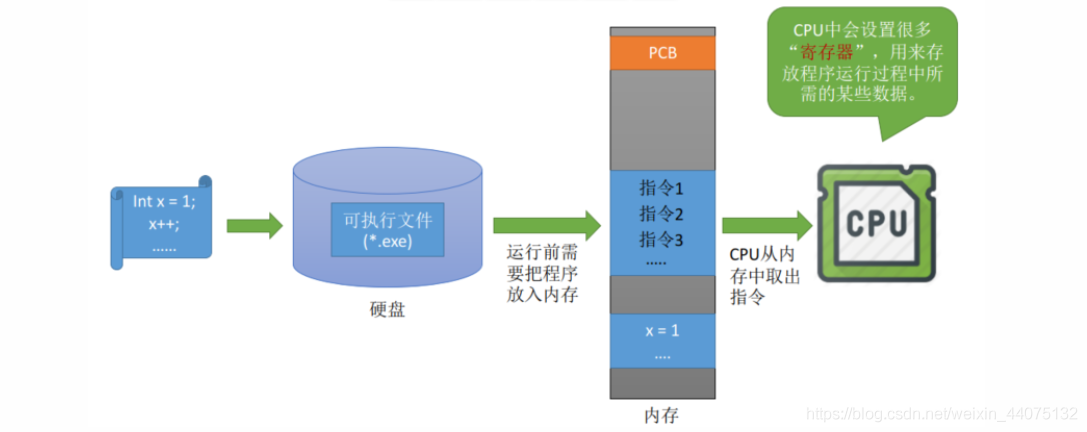 Int x = 1;
x++;
......
可执行文件
(*.exe)
硬盘
运行前需
要把程序
放入内存
PCB
指令1
指令2
指令3
.....
x = 1
....
内存
CPU从内
存中取出
指令
CPU中会设置很多
“寄存器”，用来存
放程序运行过程中所
需的某些数据。
CPU
https://blog.csdn.net/weixin_44075132